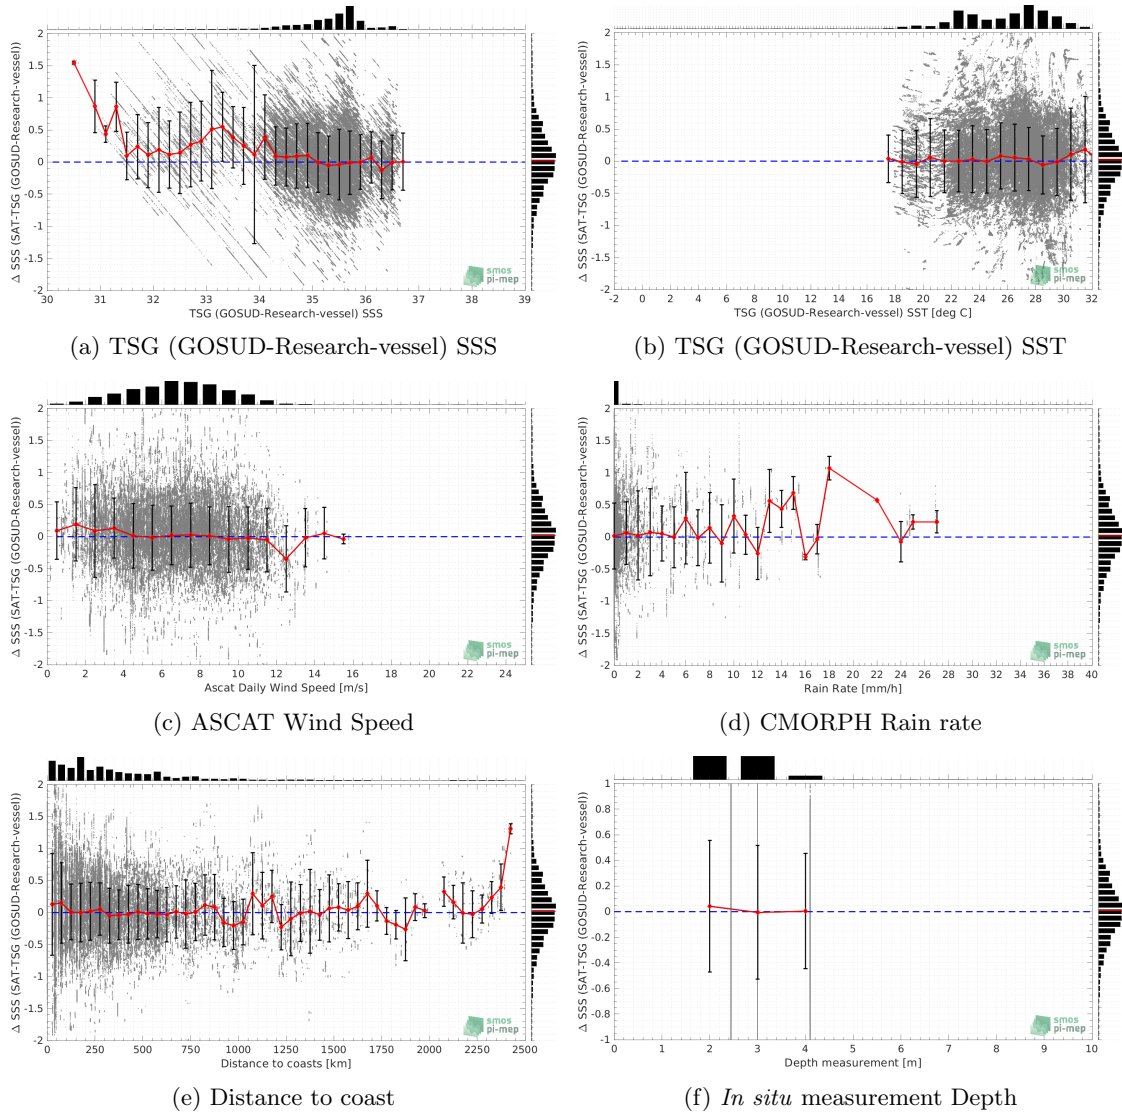 Δ SSS (SAT-TSG (GOSUD-Research-vessel))
2
1.5
1
0.5
0
-0.5
-1
-1.5
-2
30 31 32 33 34 35 36 37 38 39
TSG (GOSUD-Research-vessel) SSS
smos
pi-mep
(a) TSG (GOSUD-Research-vessel) SSS
Δ SSS (SAT-TSG (GOSUD-Research-vessel))
2
1.5
1
0.5
0
-0.5
-1
-1.5
-2
-2 0 2 4 6 8 10 12 14 16 18 20 22 24 26 28 30 32
TSG (GOSUD-Research-vessel) SST [deg C]
smos
pi-mep
(b) TSG (GOSUD-Research-vessel) SST
Δ SSS (SAT-TSG (GOSUD-Research-vessel))
2
1.5
1
0.5
0
-0.5
-1
-1.5
-2
0 2 4 6 8 10 12 14 16 18 20 22 24
Ascat Daily Wind Speed [m/s]
smos
pi-mep
(c) ASCAT Wind Speed
Δ SSS (SAT-TSG (GOSUD-Research-vessel))
2
1.5
1
0.5
0
-0.5
-1
-1.5
-2
0 2 4 6 8 10 12 14 16 18 20 22 24 26 28 30 32 34 36 38 40
Rain Rate [mm/h]
smos
pi-mep
(d) CMORPH Rain rate
Δ SSS (SAT-TSG (GOSUD-Research-vessel))
2
1.5
1
0.5
0
-0.5
-1
-1.5
-2
0 250 500 750 1000 1250 1500 1750 2000 2250 2500
Distance to coasts [km]
smos
pi-mep
(e) Distance to coast
Δ SSS (SAT-TSG (GOSUD-Research-vessel))
1
0.8
0.6
0.4
0.2
0
-0.2
-0.4
-0.6
-0.8
-1
0 1 2 3 4 5 6 7 8 9 10
Depth measurement [m]
smos
pi-mep
(f) In situ measurement Depth